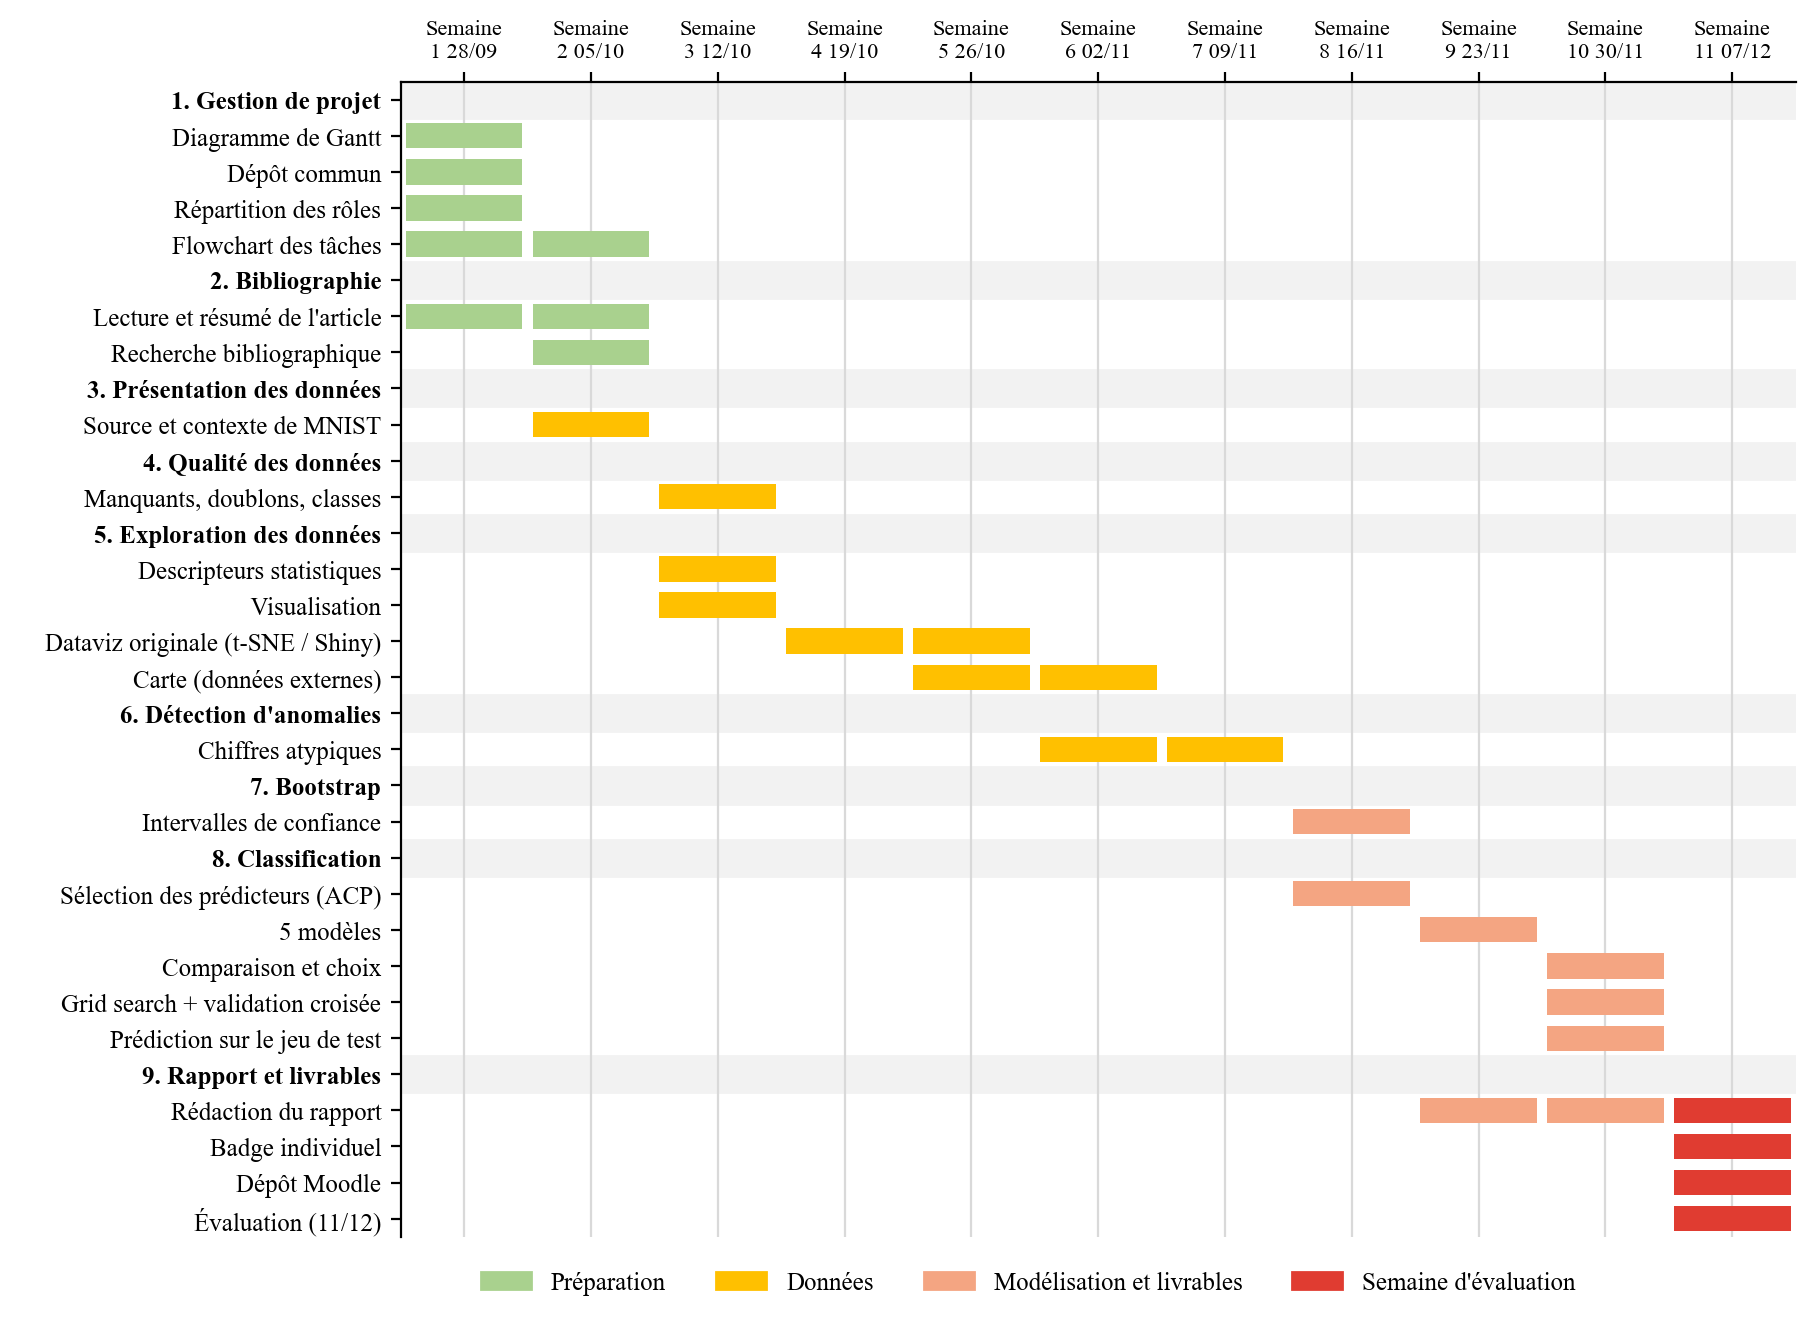 Semaine
1 28/09
Semaine
2 05/10
Semaine
3 12/10
Semaine
4 19/10
Semaine
5 26/10
Semaine
6 02/11
Semaine
7 09/11
Semaine
8 16/11
Semaine
9 23/11
Semaine
10 30/11
Semaine
11 07/12
1. Gestion de projet
Diagramme de Gantt
Dépôt commun
Répartition des rôles
Flowchart des tâches
2. Bibliographie
Lecture et résumé de l'article
Recherche bibliographique
3. Présentation des données
Source et contexte de MNIST
4. Qualité des données
Manquants, doublons, classes
5. Exploration des données
Descripteurs statistiques
Visualisation
Dataviz originale (t-SNE / Shiny)
Carte (données externes)
6. Détection d'anomalies
Chiffres atypiques
7. Bootstrap
Intervalles de confiance
8. Classification
Sélection des prédicteurs (ACP)
5 modèles
Comparaison et choix
Grid search + validation croisée
Prédiction sur le jeu de test
9. Rapport et livrables
Rédaction du rapport
Badge individuel
Dépôt Moodle
Évaluation (11/12)
Préparation
Données
Modélisation et livrables
Semaine d'évaluation